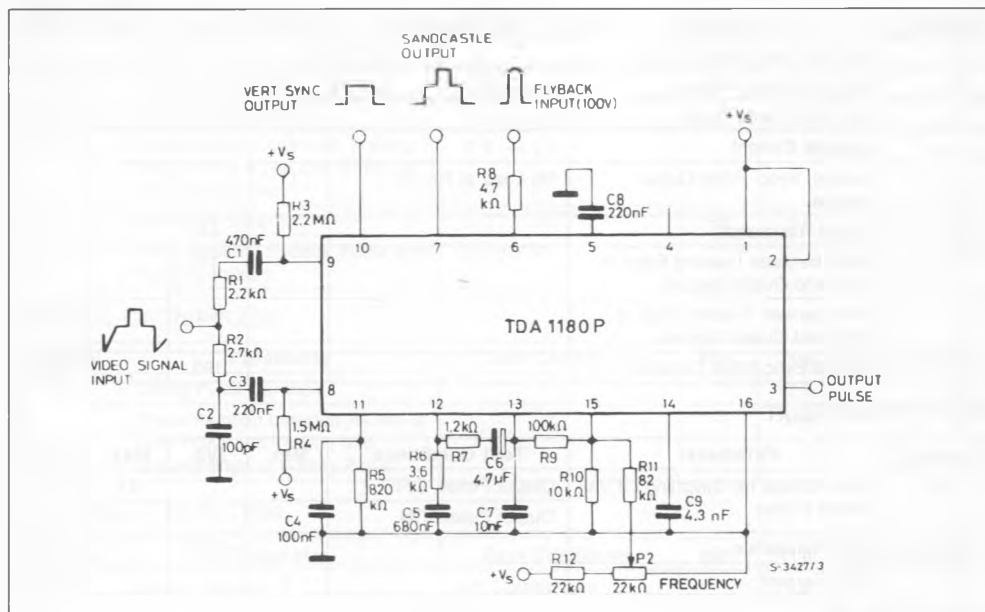 SANDCASTLE
OUTPUT
VERT SYNC
OUTPUT
FLYBACK
INPUT(100V)
+VS
+VS
R8
4.7
kΩ
C8
220nF
R3
2.2MΩ
470nF
C1
10
7
6
5
4
1
9
2
R1
2.2kΩ
TDA 1180P
R2
2.7kΩ
VIDEO SIGNAL
INPUT
C3
220nF
8
3
OUTPUT
PULSE
11
12
13
15
14
16
C2
100pF
1.5MΩ
R4
+VS
1.2kΩ
R7
C6
4.7µF
100kΩ
R9
R5
820
kΩ
R6
3.6
kΩ
R10
10kΩ
R11
82
kΩ
C9
4.3 nF
C4
100nF
C5
680nF
C7
10nF
S-3427/3
+VS
R12
22kΩ
P2
22kΩ
FREQUENCY